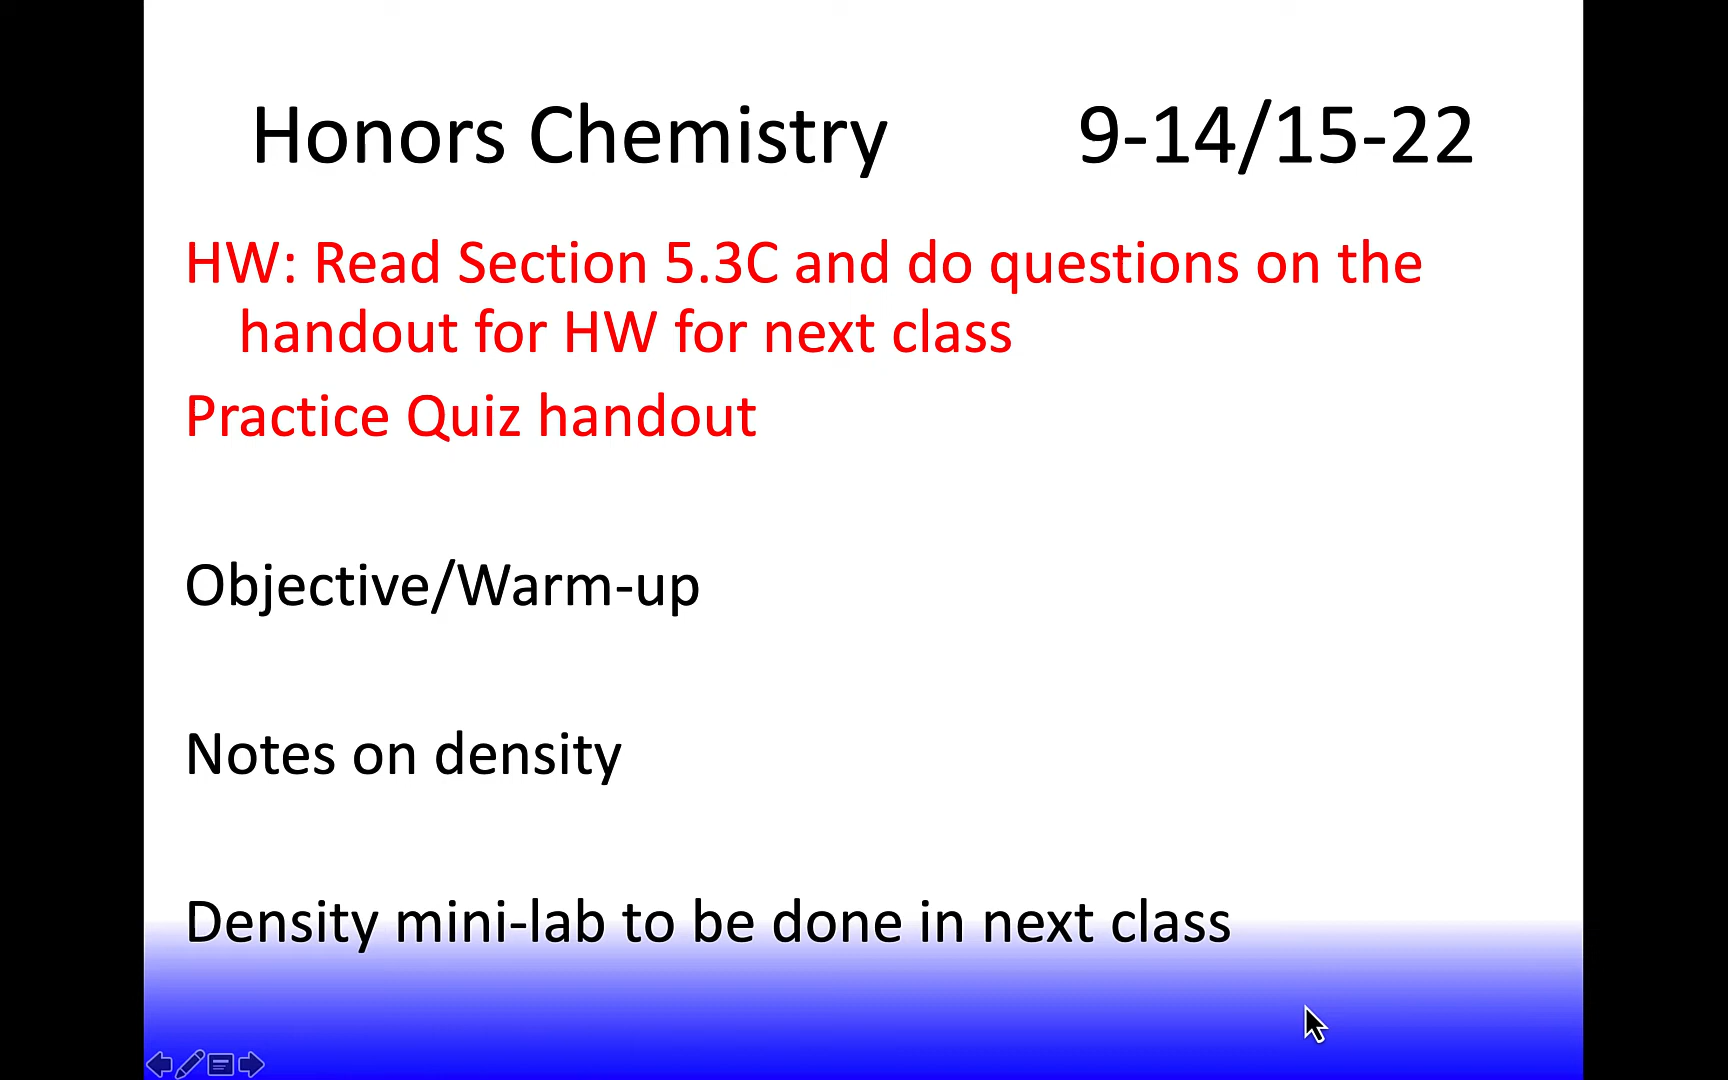 Honors Chemistry 9-14/15-22
HW: Read Section 5.3C and do questions on the
handout for HW for next class
Practice Quiz handout
Objective/Warm-up
Notes on density
Density mini-lab to be done in next class